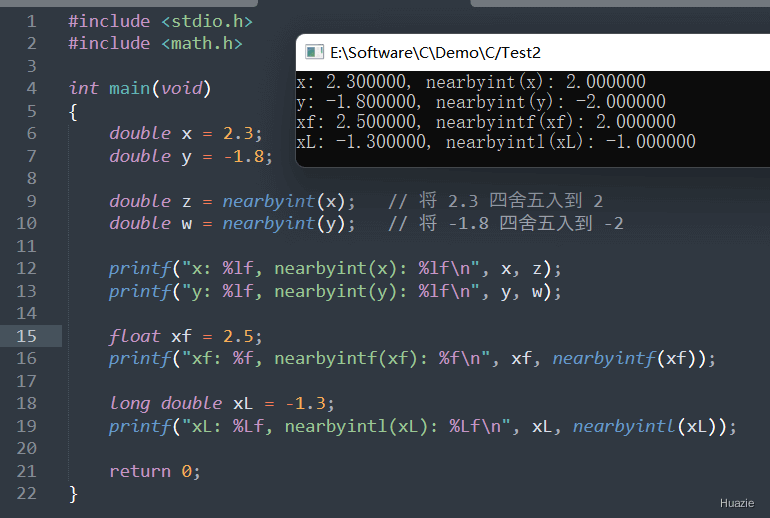 1 #include <stdio.h>
2 #include <math.h>
3
4 int main(void)
5 {
6 double x = 2.3;
7 double y = -1.8;
8
9 double z = nearbyint(x); // 将 2.3 四舍五入到 2
10 double w = nearbyint(y); // 将 -1.8 四舍五入到 -2
11
12 printf("x: %lf, nearbyint(x): %lf\n", x, z);
13 printf("y: %lf, nearbyint(y): %lf\n", y, w);
14
15 float xf = 2.5;
16 printf("xf: %f, nearbyintf(xf): %f\n", xf, nearbyintf(xf));
17
18 long double xL = -1.3;
19 printf("xL: %Lf, nearbyintl(xL): %Lf\n", xL, nearbyintl(xL));
20
21 return 0;
22 }
E:\Software\C\Demo\C/Test2
x: 2.300000, nearbyint(x): 2.000000
y: -1.800000, nearbyint(y): -2.000000
xf: 2.500000, nearbyintf(xf): 2.000000
xL: -1.300000, nearbyintl(xL): -1.000000
Huazie